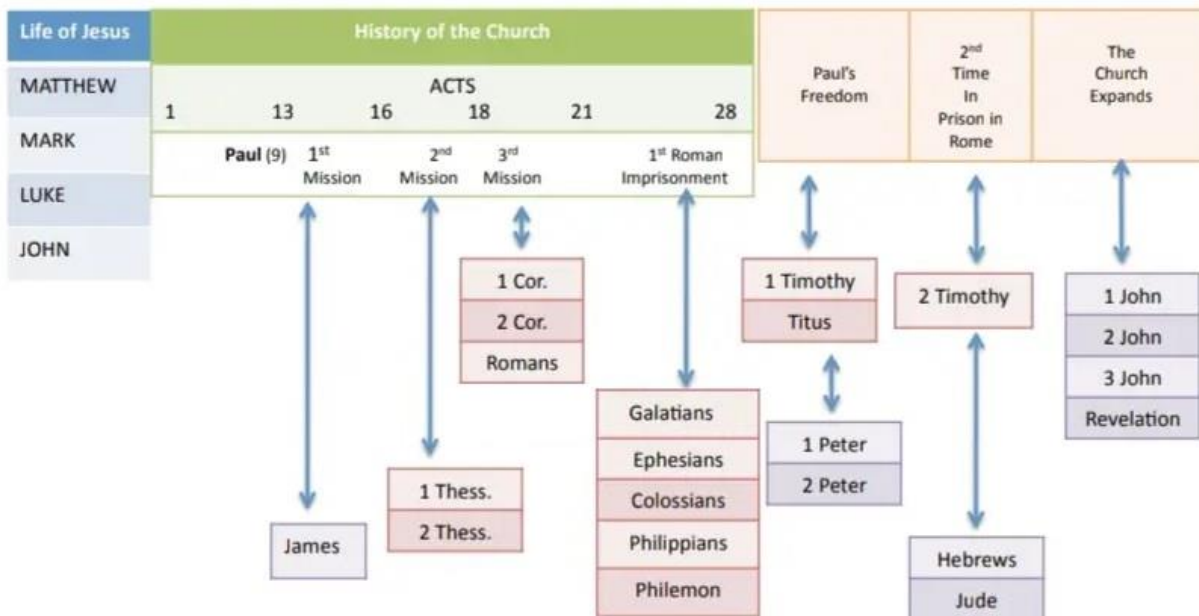 Life of Jesus
MATTHEW
MARK
LUKE
JOHN
History of the Church
ACTS
1 13 16 18 21 28
Paul (9)
1st
Mission
2nd
Mission
3rd
Mission
1st Roman
Imprisonment
Paul's
Freedom
2nd
Time
In
Prison in
Rome
The
Church
Expands
James
1 Thess.
2 Thess.
1 Cor.
2 Cor.
Romans
Galatians
Ephesians
Colossians
Philippians
Philemon
1 Timothy
Titus
1 Peter
2 Peter
2 Timothy
Hebrews
Jude
1 John
2 John
3 John
Revelation